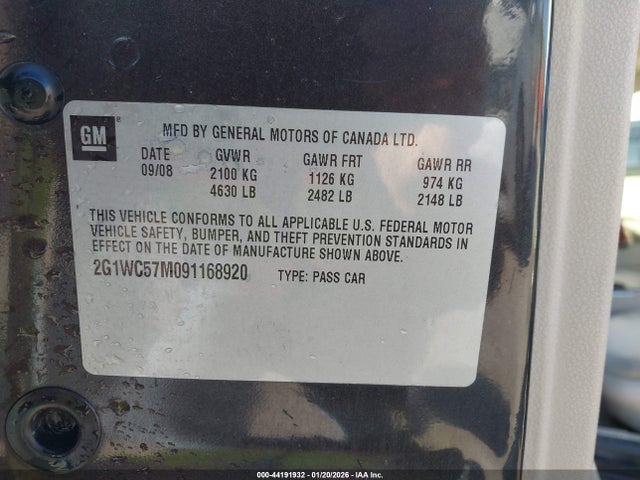 GM
MFD BY GENERAL MOTORS OF CANADA LTD.
DATE GVWR GAWR FRT GAWR RR
09/08 2100 KG 1126 KG 974 KG
4630 LB 2482 LB 2148 LB
THIS VEHICLE CONFORMS TO ALL APPLICABLE U.S. FEDERAL MOTOR
VEHICLE SAFETY, BUMPER, AND THEFT PREVENTION STANDARDS IN
EFFECT ON THE DATE OF MANUFACTURE SHOWN ABOVE.
2G1WC57M091168920 TYPE: PASS CAR
000-44191932 - 01/20/2026 - IAA Inc.